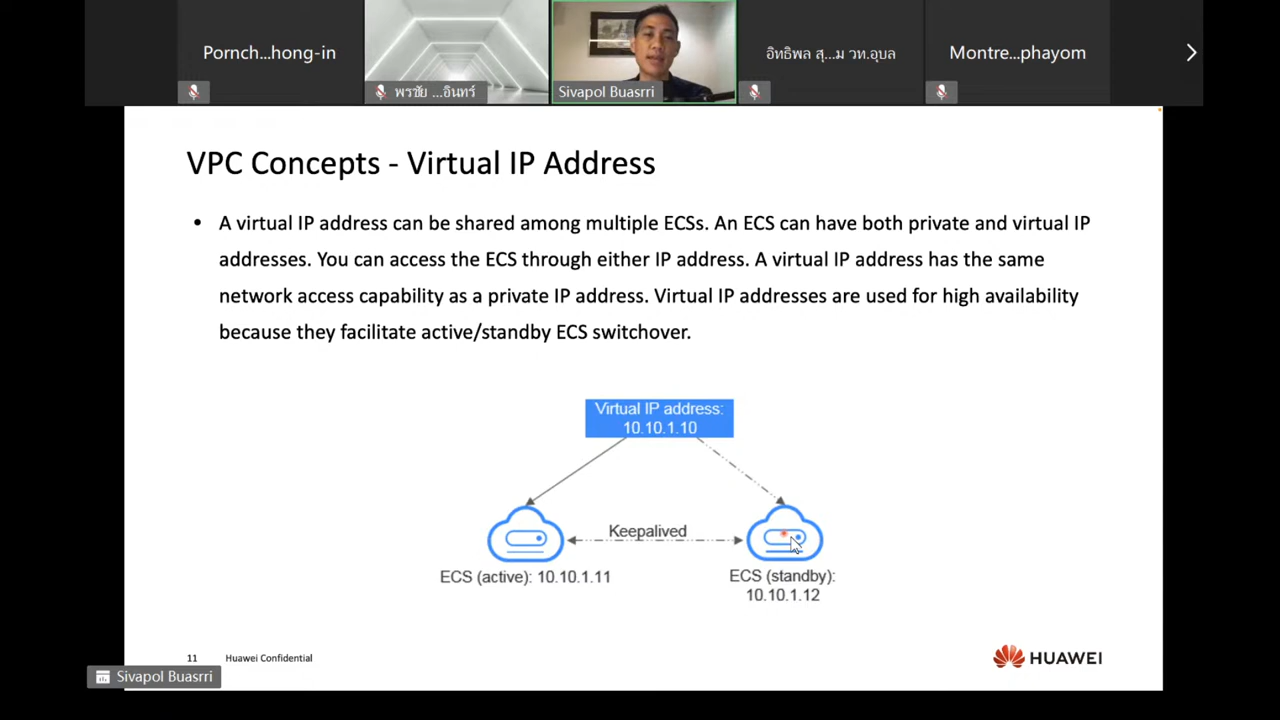 Pornch...hong-in
พรชัย ...อินทร์
Sivapol Buasrri
อิทธิพล สุ...ม วท.อุบล
Montre...phayom
VPC Concepts - Virtual IP Address
• A virtual IP address can be shared among multiple ECSs. An ECS can have both private and virtual IP
addresses. You can access the ECS through either IP address. A virtual IP address has the same
network access capability as a private IP address. Virtual IP addresses are used for high availability
because they facilitate active/standby ECS switchover.
Virtual IP address:
10.10.1.10
Keepalived
ECS (active): 10.10.1.11
ECS (standby):
10.10.1.12
11 Huawei Confidential
HUAWEI
Sivapol Buasrri